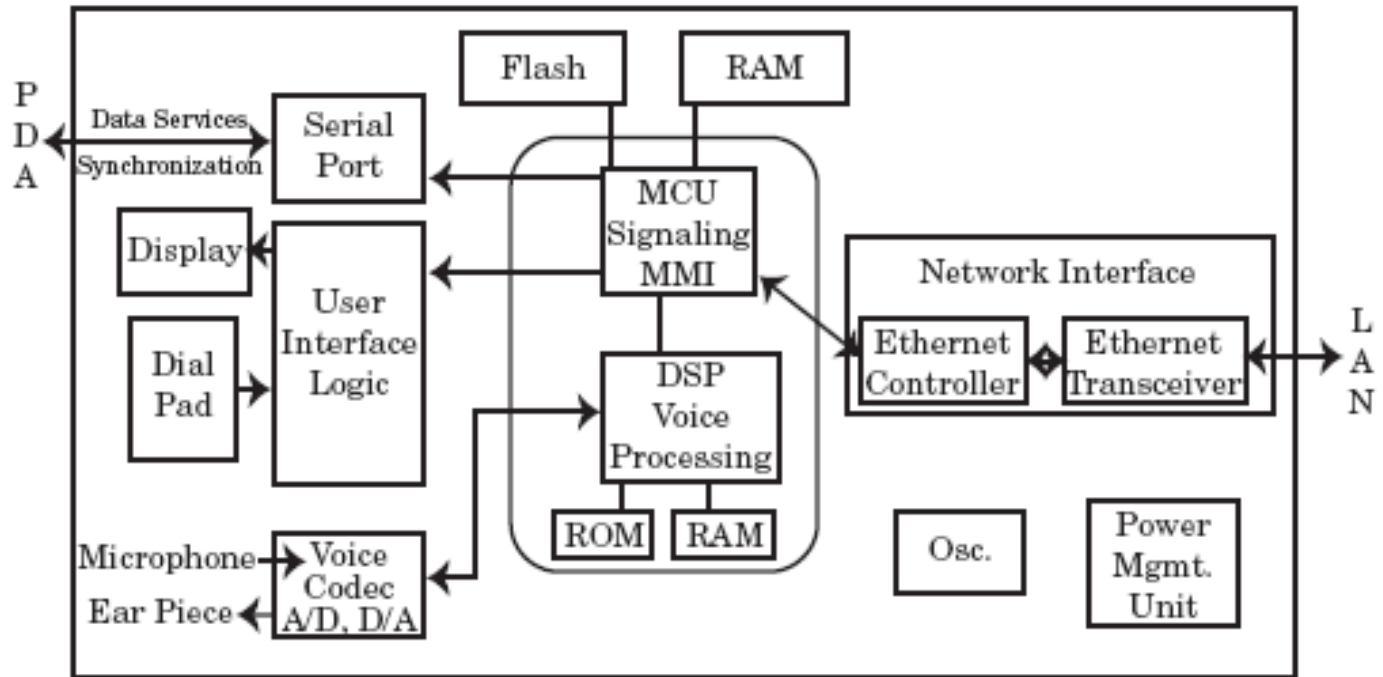 Flash
RAM
P
D
A
Data Services
Synchronization
Serial
Port
MCU
Signaling
MMI
Display
User
Interface
Logic
Dial
Pad
Network Interface
Ethernet
Controller
Ethernet
Transceiver
L
A
N
DSP
Voice
Processing
ROM
RAM
Microphone
Ear Piece
Voice
Codec
A/D, D/A
Osc.
Power
Mgmt.
Unit